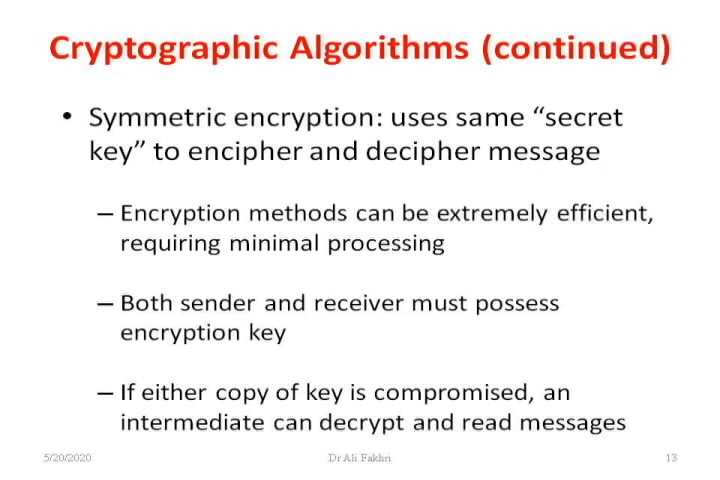 Cryptographic Algorithms (continued)
• Symmetric encryption: uses same “secret
key” to encipher and decipher message
– Encryption methods can be extremely efficient,
requiring minimal processing
– Both sender and receiver must possess
encryption key
– If either copy of key is compromised, an
intermediate can decrypt and read messages
5/20/2020 Dr Ali Fakhri 13